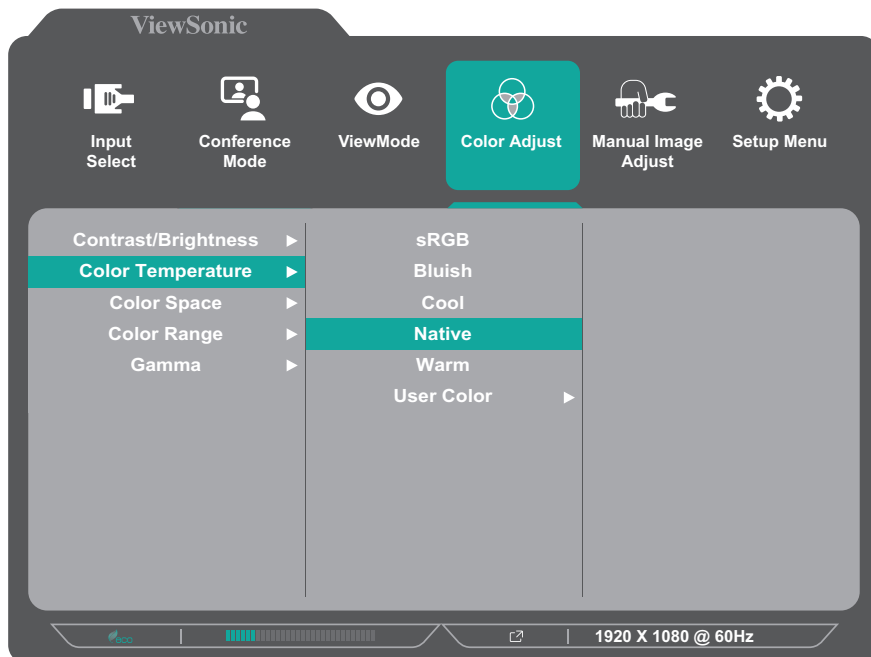 ViewSonic
Input Select
Conference Mode
ViewMode
Color Adjust
Manual Image Adjust
Setup Menu
Contrast/Brightness
Color Temperature
Color Space
Color Range
Gamma
sRGB
Bluish
Cool
Native
Warm
User Color
eco
1920 X 1080 @ 60Hz